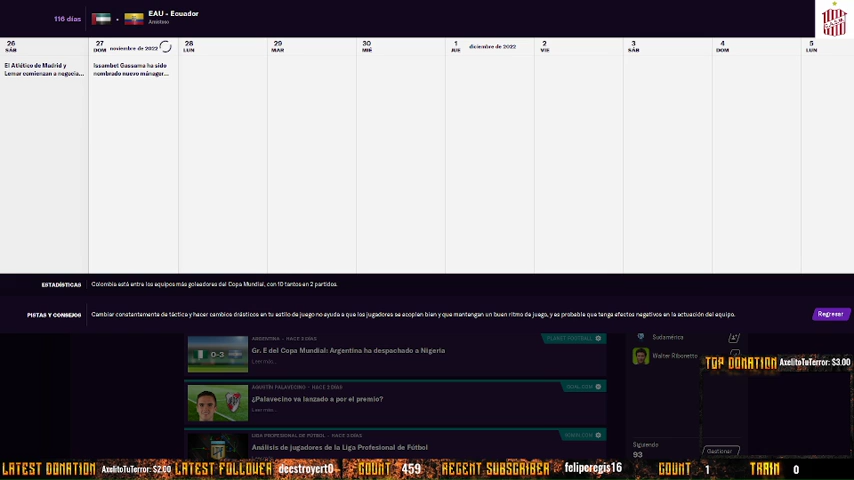 116 días
EAU - Ecuador
Amistoso
26
SÁB
27
DOM
noviembre de 2022
28
LUN
29
MAR
30
MIÉ
1
JUE
diciembre de 2022
2
VIE
3
SÁB
4
DOM
5
LUN
El Atlético de Madrid y
Lemar comienzan a negocia...
Issambet Gassama ha sido
nombrado nuevo mánager...
ESTADÍSTICAS
Colombia está entre los equipos más goleadores del Copa Mundial, con 10 tantos en 2 partidos.
PISTAS Y CONSEJOS
Cambiar constantemente de táctica y hacer cambios drásticos en tu estilo de juego no ayuda a que los jugadores se acoplen bien y que mantengan un buen ritmo de juego, y es probable que tenga efectos negativos en la actuación del equipo.
Regresar
ARGENTINA - HACE 3 DÍAS
PLANET FOOTBALL
0-3
Gr. E del Copa Mundial: Argentina ha despachado a Nigeria
Leer más...
Sudamérica
Walter Ribonetto
TOP DONATION
AxelitoTuTerror: $3.00
AGUSTÍN PALAVECINO - HACE 3 DÍAS
GOAL.COM
¿Palavecino va lanzado a por el premio?
Leer más...
LIGA PROFESIONAL DE FÚTBOL - HACE 3 DÍAS
Análisis de jugadores de la Liga Profesional de Fútbol
Siguiendo
93
Gestionar
LATEST DONATION
AxelitoTuTerror: $2.00
LATEST FOLLOWER
deestroyert0
COUNT
459
RECENT SUBSCRIBER
feliporegis16
COUNT
1
TRAIN
0